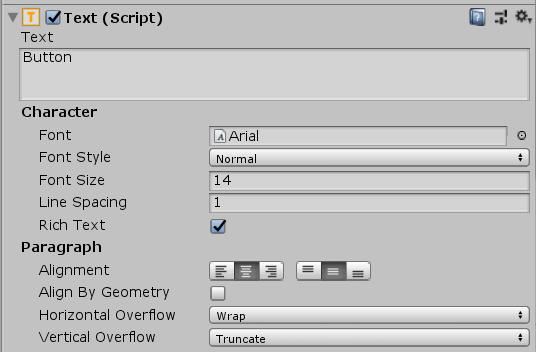 Text (Script)
Text
Button
Character
Font Arial
Font Style Normal
Font Size 14
Line Spacing 1
Rich Text
Paragraph
Alignment
Align By Geometry
Horizontal Overflow Wrap
Vertical Overflow Truncate